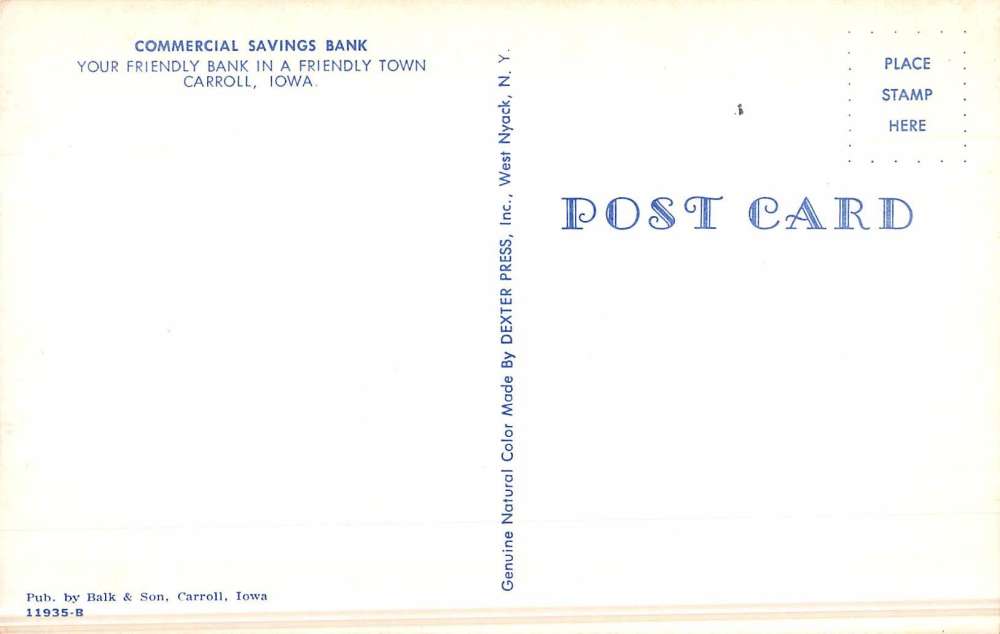 COMMERCIAL SAVINGS BANK
YOUR FRIENDLY BANK IN A FRIENDLY TOWN
CARROLL, IOWA.
Pub. by Balk & Son, Carroll, Iowa
11935-B
Genuine Natural Color Made By DEXTER PRESS, Inc., West Nyack, N. Y.
PLACE
STAMP
HERE
POST CARD